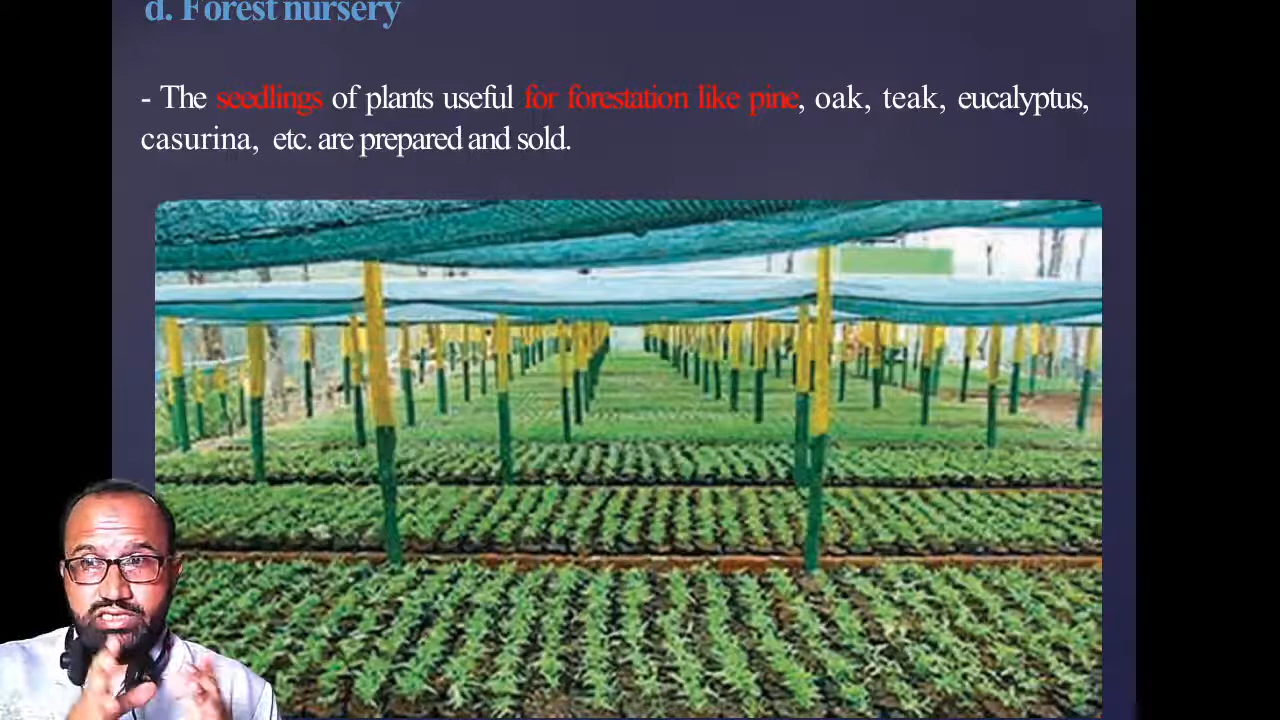 d. Forest nursery
- The seedlings of plants useful for forestation like pine, oak, teak, eucalyptus,
casurina, etc. are prepared and sold.